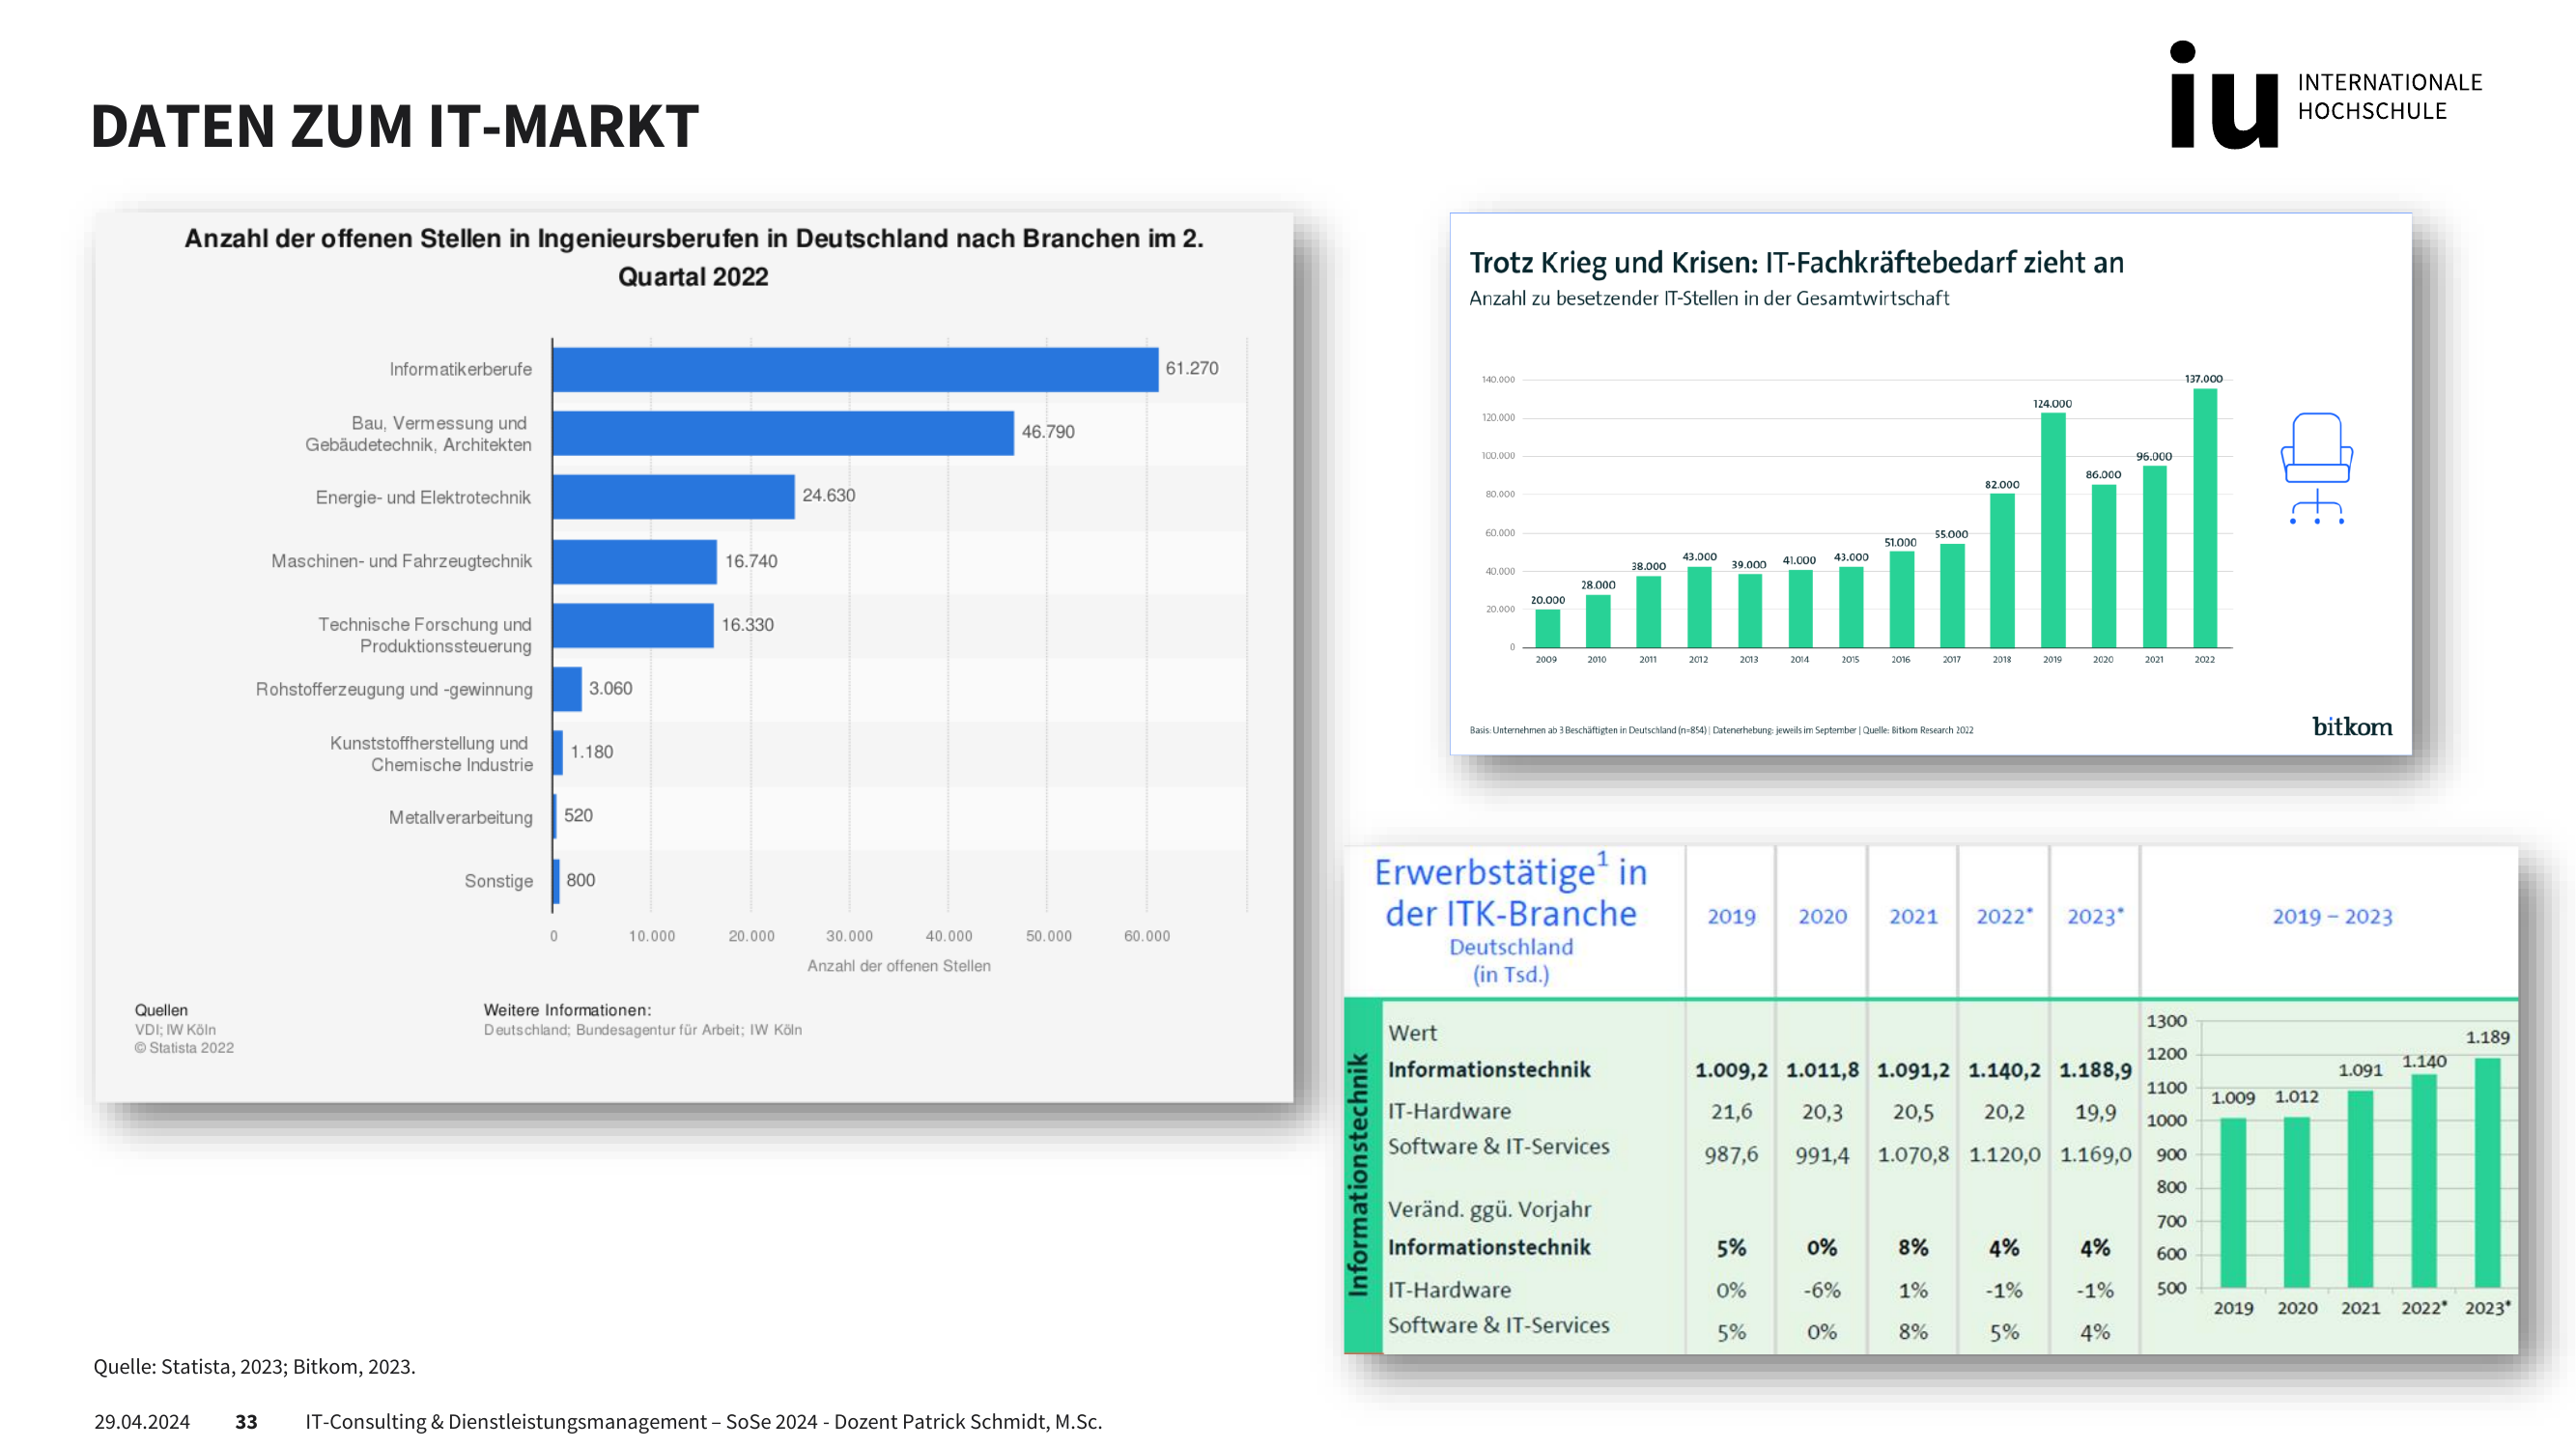 DATEN ZUM IT-MARKT
iu INTERNATIONALE
HOCHSCHULE
Anzahl der offenen Stellen in Ingenieursberufen in Deutschland nach Branchen im 2.
Quartal 2022
Informatikerberufe 61.270
Bau, Vermessung und
Gebäudetechnik, Architekten 46.790
Energie- und Elektrotechnik 24.630
Maschinen- und Fahrzeugtechnik 16.740
Technische Forschung und
Produktionssteuerung 16.330
Rohstofferzeugung und -gewinnung 3.060
Kunststoffherstellung und
Chemische Industrie 1.180
Metallverarbeitung 520
Sonstige 800
0 10.000 20.000 30.000 40.000 50.000 60.000
Anzahl der offenen Stellen
Quellen
VDI; IW Köln
© Statista 2022
Weitere Informationen:
Deutschland; Bundesagentur für Arbeit; IW Köln
Trotz Krieg und Krisen: IT-Fachkräftebedarf zieht an
Anzahl zu besetzender IT-Stellen in der Gesamtwirtschaft
140.000
120.000
100.000
80.000
60.000
40.000
20.000
0
20.000 28.000 38.000 43.000 39.000 41.000 43.000 51.000 55.000 82.000 124.000 86.000 96.000 137.000
2009 2010 2011 2012 2013 2014 2015 2016 2017 2018 2019 2020 2021 2022
Basis: Unternehmen ab 3 Beschäftigten in Deutschland (n=854) | Datenerhebung: jeweils im September | Quelle: Bitkom Research 2022
bitkom
Erwerbstätige¹ in
der ITK-Branche
Deutschland
(in Tsd.)
2019 2020 2021 2022* 2023* 2019 – 2023
Informationstechnik
Wert
Informationstechnik 1.009,2 1.011,8 1.091,2 1.140,2 1.188,9
IT-Hardware 21,6 20,3 20,5 20,2 19,9
Software & IT-Services 987,6 991,4 1.070,8 1.120,0 1.169,0
Veränd. ggü. Vorjahr
Informationstechnik 5% 0% 8% 4% 4%
IT-Hardware 0% -6% 1% -1% -1%
Software & IT-Services 5% 0% 8% 5% 4%
1300
1200
1100
1000
900
800
700
600
500
1.009 1.012 1.091 1.140 1.189
2019 2020 2021 2022* 2023*
Quelle: Statista, 2023; Bitkom, 2023.
29.04.2024 33 IT-Consulting & Dienstleistungsmanagement – SoSe 2024 - Dozent Patrick Schmidt, M.Sc.